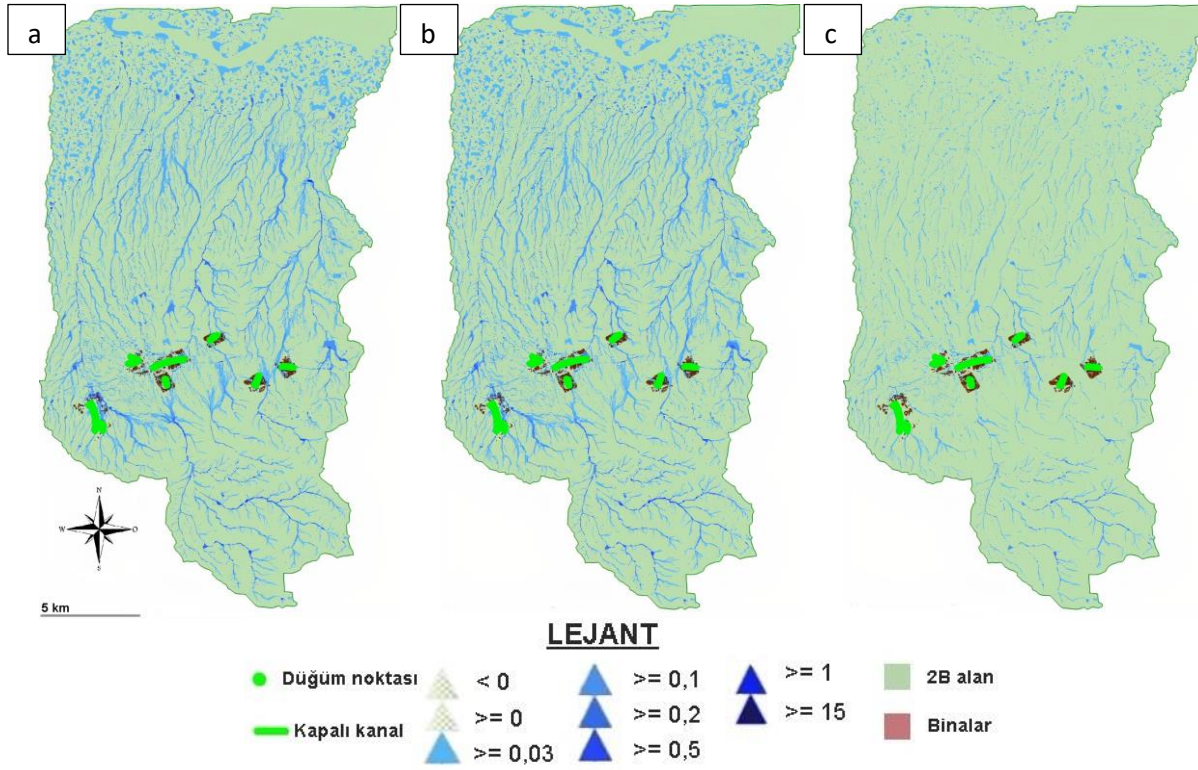 a
b
c
N
W
O
S
5 km
LEJANT
Düğüm noktası
Kapalı kanal
< 0
>= 0
>= 0,03
>= 0,1
>= 0,2
>= 0,5
>= 1
>= 15
2B alan
Binalar